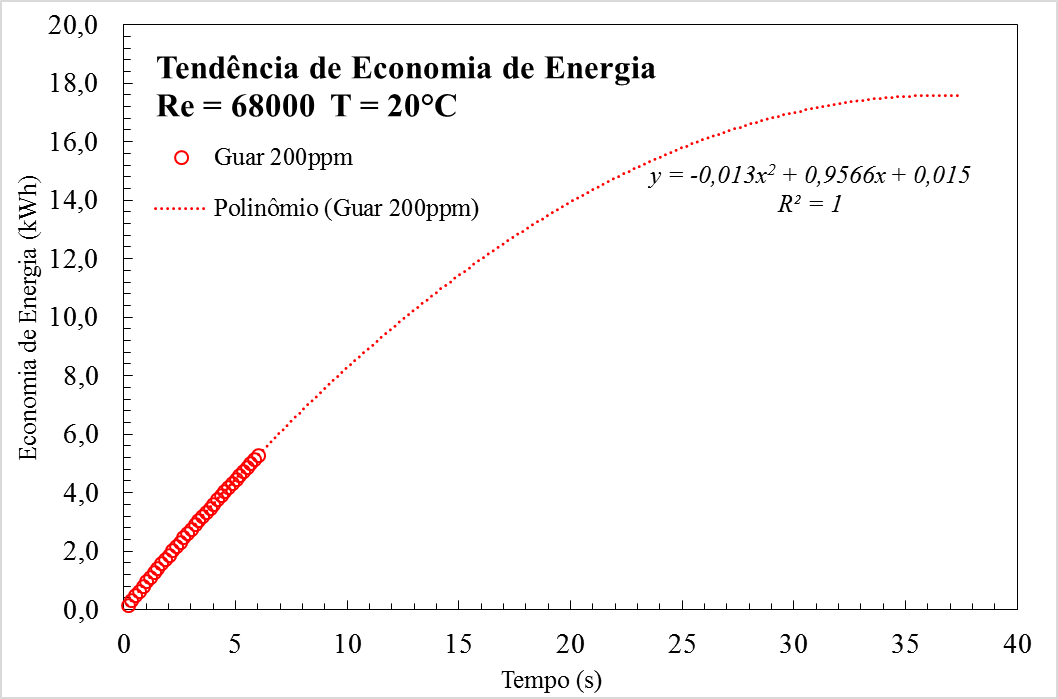 Tendência de Economia de Energia
Re = 68000 T = 20°C
Guar 200ppm
Polinômio (Guar 200ppm)
y = -0,013x² + 0,9566x + 0,015
R² = 1
Economia de Energia (kWh)
20,0
18,0
16,0
14,0
12,0
10,0
8,0
6,0
4,0
2,0
0,0
0 5 10 15 20 25 30 35 40
Tempo (s)